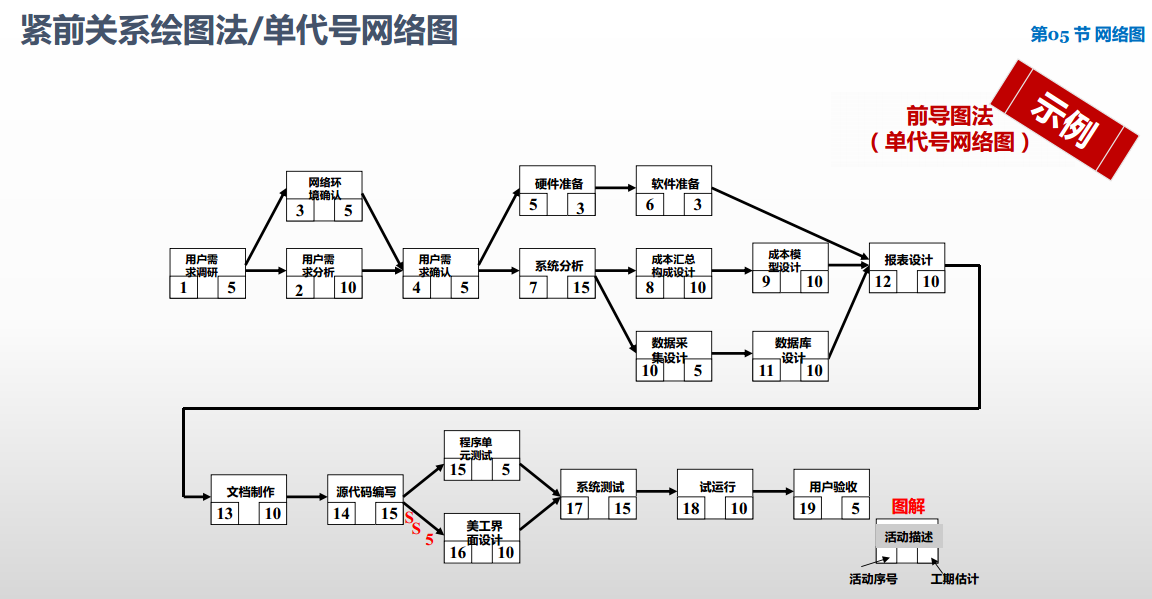 紧前关系绘图法/单代号网络图
第05 节 网络图
示例
前导图法
（ 单代号网络图 ）
网络环
境确认
3 5
硬件准备
5 3
软件准备
6 3
用户需
求调研
1 5
用户需
求分析
2 10
用户需
求确认
4 5
系统分析
7 15
成本汇总
构成设计
8 10
成本模
型设计
9 10
报表设计
12 10
数据采
集设计
10 5
数据库
设计
11 10
程序单
元测试
15 5
文档制作
13 10
源代码编写
14 15
S
S
5
美工界
面设计
16 10
系统测试
17 15
试运行
18 10
用户验收
19 5
图解
活动描述
活动序号
工期估计